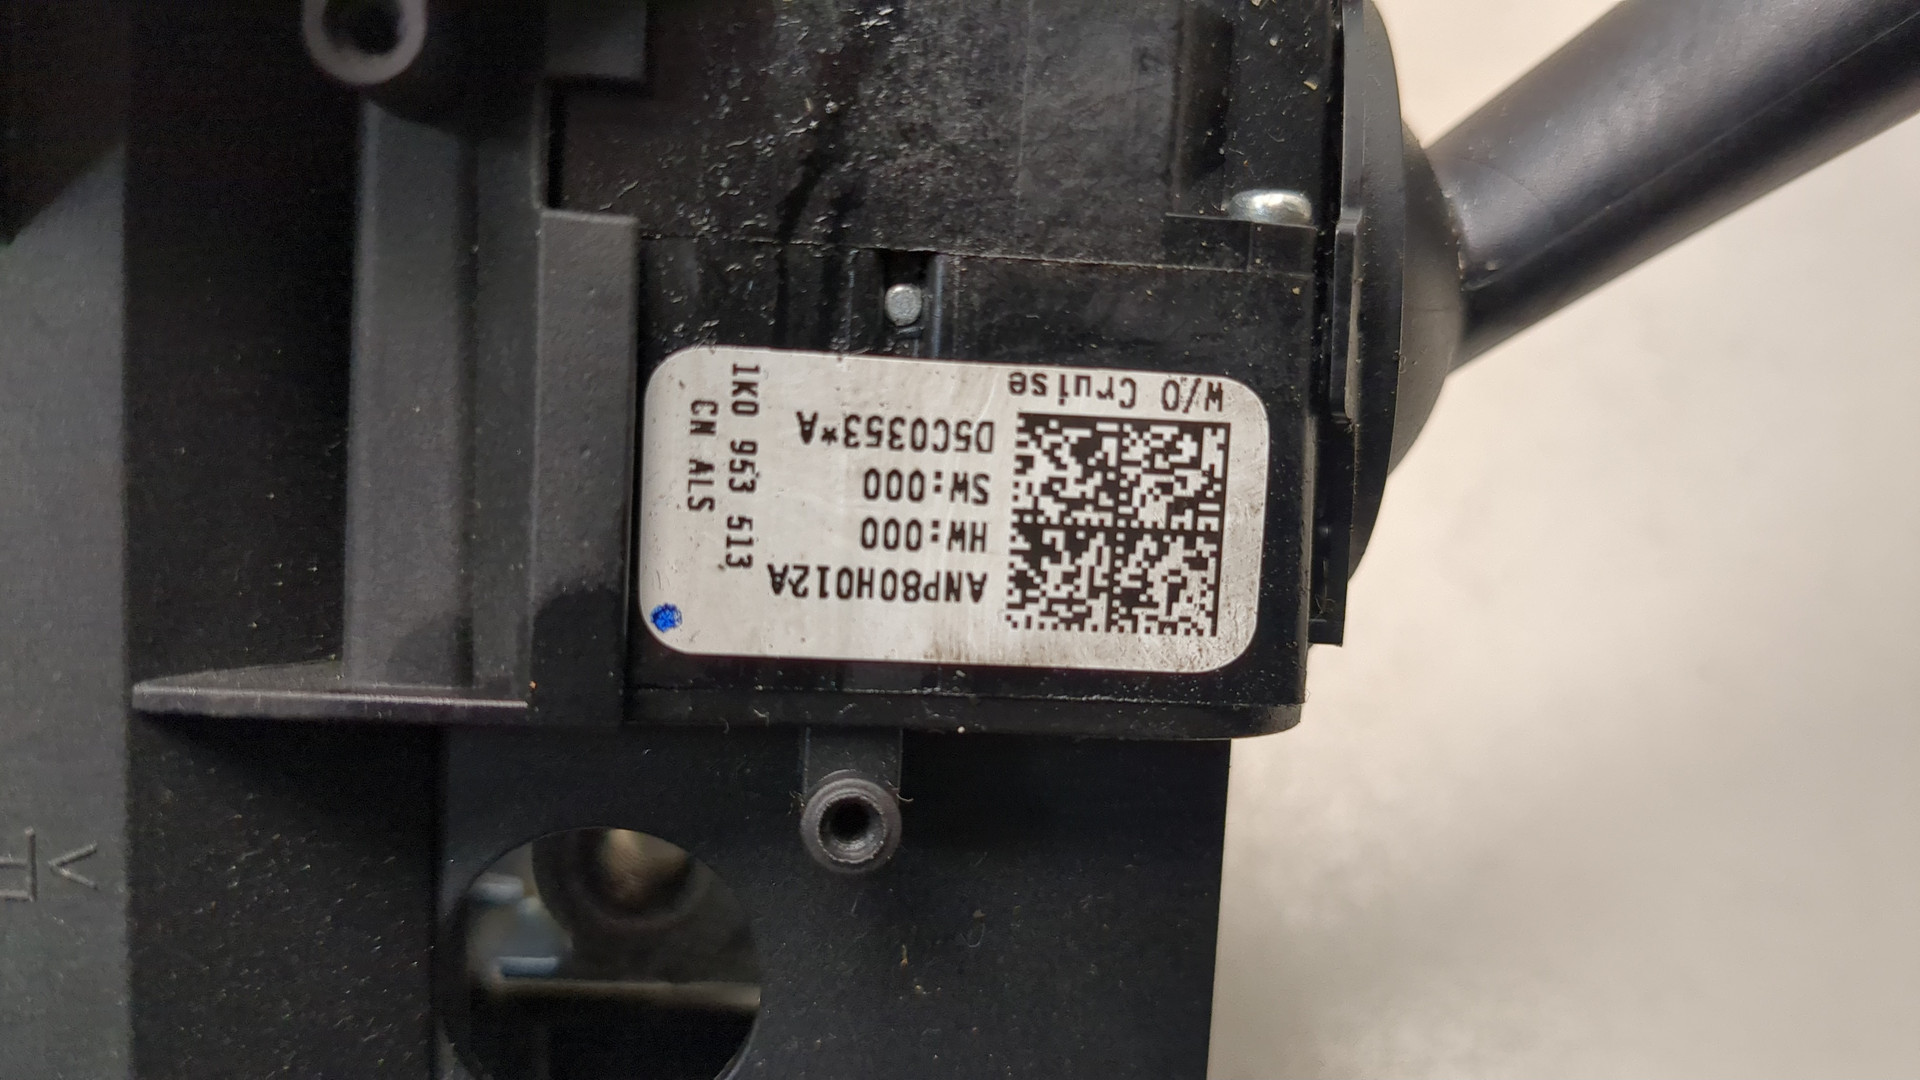 W/O Cruise
ANP80H012A
HW:000
SW:000
D5C0353*A
1K0 953 513
CN ALS